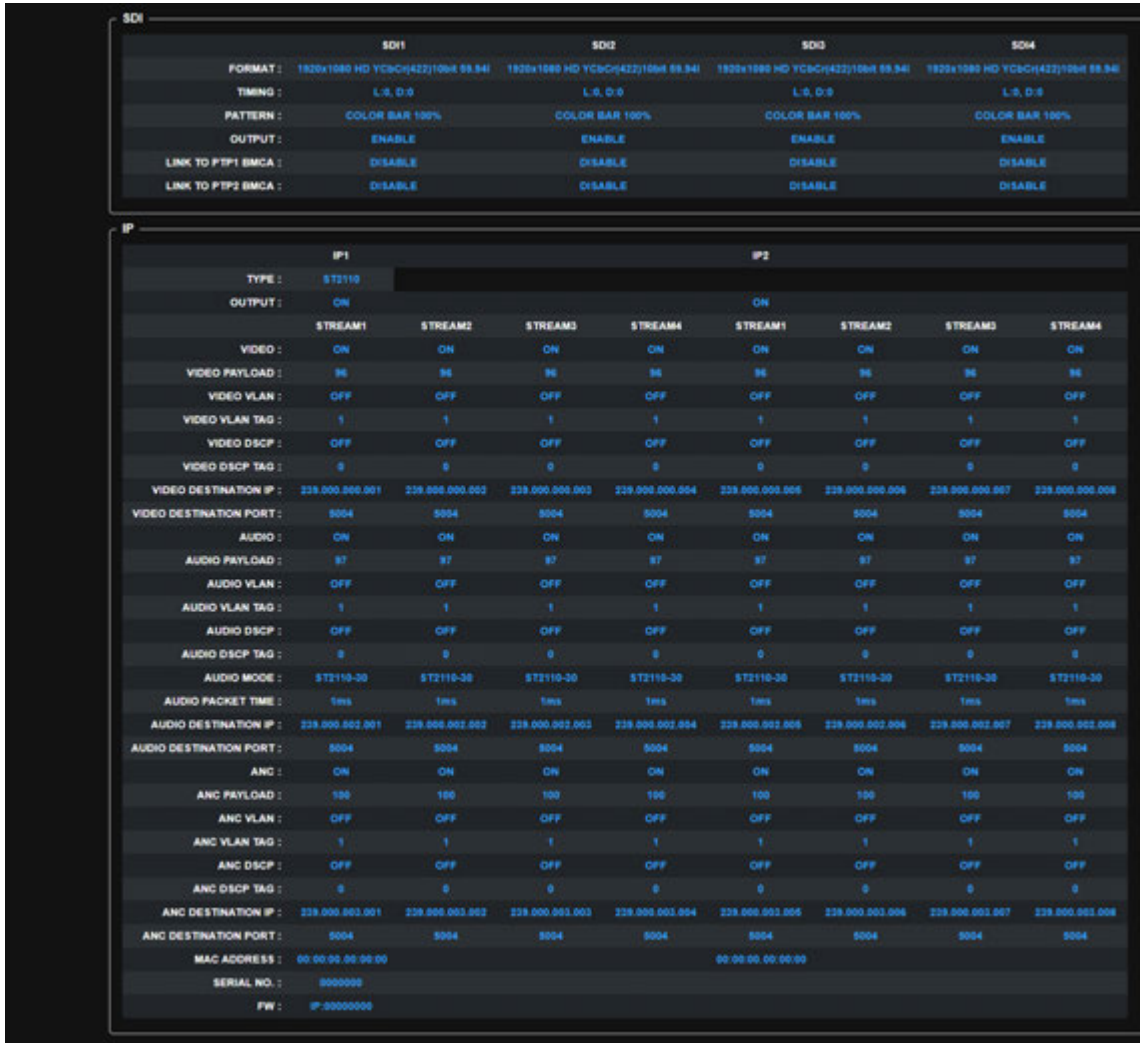 SDI
SDI1 SDI2 SDI3 SDI4
FORMAT : 1920x1080 HD YCbCr(422)10bit 59.94I 1920x1080 HD YCbCr(422)10bit 59.94I 1920x1080 HD YCbCr(422)10bit 59.94I 1920x1080 HD YCbCr(422)10bit 59.94I
TIMING : L:0, D:0 L:0, D:0 L:0, D:0 L:0, D:0
PATTERN : COLOR BAR 100% COLOR BAR 100% COLOR BAR 100% COLOR BAR 100%
OUTPUT : ENABLE ENABLE ENABLE ENABLE
LINK TO PTP1 BMCA : DISABLE DISABLE DISABLE DISABLE
LINK TO PTP2 BMCA : DISABLE DISABLE DISABLE DISABLE
IP
IP1 IP2
TYPE : ST2110
OUTPUT : ON ON
STREAM1 STREAM2 STREAM3 STREAM4 STREAM1 STREAM2 STREAM3 STREAM4
VIDEO : ON ON ON ON ON ON ON ON
VIDEO PAYLOAD : 96 96 96 96 96 96 96 96
VIDEO VLAN : OFF OFF OFF OFF OFF OFF OFF OFF
VIDEO VLAN TAG : 1 1 1 1 1 1 1 1
VIDEO DSCP : OFF OFF OFF OFF OFF OFF OFF OFF
VIDEO DSCP TAG : 0 0 0 0 0 0 0 0
VIDEO DESTINATION IP : 239.000.000.001 239.000.000.002 239.000.000.003 239.000.000.004 239.000.000.005 239.000.000.006 239.000.000.007 239.000.000.008
VIDEO DESTINATION PORT : 5004 5004 5004 5004 5004 5004 5004 5004
AUDIO : ON ON ON ON ON ON ON ON
AUDIO PAYLOAD : 97 97 97 97 97 97 97 97
AUDIO VLAN : OFF OFF OFF OFF OFF OFF OFF OFF
AUDIO VLAN TAG : 1 1 1 1 1 1 1 1
AUDIO DSCP : OFF OFF OFF OFF OFF OFF OFF OFF
AUDIO DSCP TAG : 0 0 0 0 0 0 0 0
AUDIO MODE : ST2110-30 ST2110-30 ST2110-30 ST2110-30 ST2110-30 ST2110-30 ST2110-30 ST2110-30
AUDIO PACKET TIME : 1ms 1ms 1ms 1ms 1ms 1ms 1ms 1ms
AUDIO DESTINATION IP : 239.000.002.001 239.000.002.002 239.000.002.003 239.000.002.004 239.000.002.005 239.000.002.006 239.000.002.007 239.000.002.008
AUDIO DESTINATION PORT : 5004 5004 5004 5004 5004 5004 5004 5004
ANC : ON ON ON ON ON ON ON ON
ANC PAYLOAD : 100 100 100 100 100 100 100 100
ANC VLAN : OFF OFF OFF OFF OFF OFF OFF OFF
ANC VLAN TAG : 1 1 1 1 1 1 1 1
ANC DSCP : OFF OFF OFF OFF OFF OFF OFF OFF
ANC DSCP TAG : 0 0 0 0 0 0 0 0
ANC DESTINATION IP : 239.000.003.001 239.000.003.002 239.000.003.003 239.000.003.004 239.000.003.005 239.000.003.006 239.000.003.007 239.000.003.008
ANC DESTINATION PORT : 5004 5004 5004 5004 5004 5004 5004 5004
MAC ADDRESS : 00:00:00.00:00:00 00:00:00.00:00:00
SERIAL NO. : 0000000
FW : IP:00000000